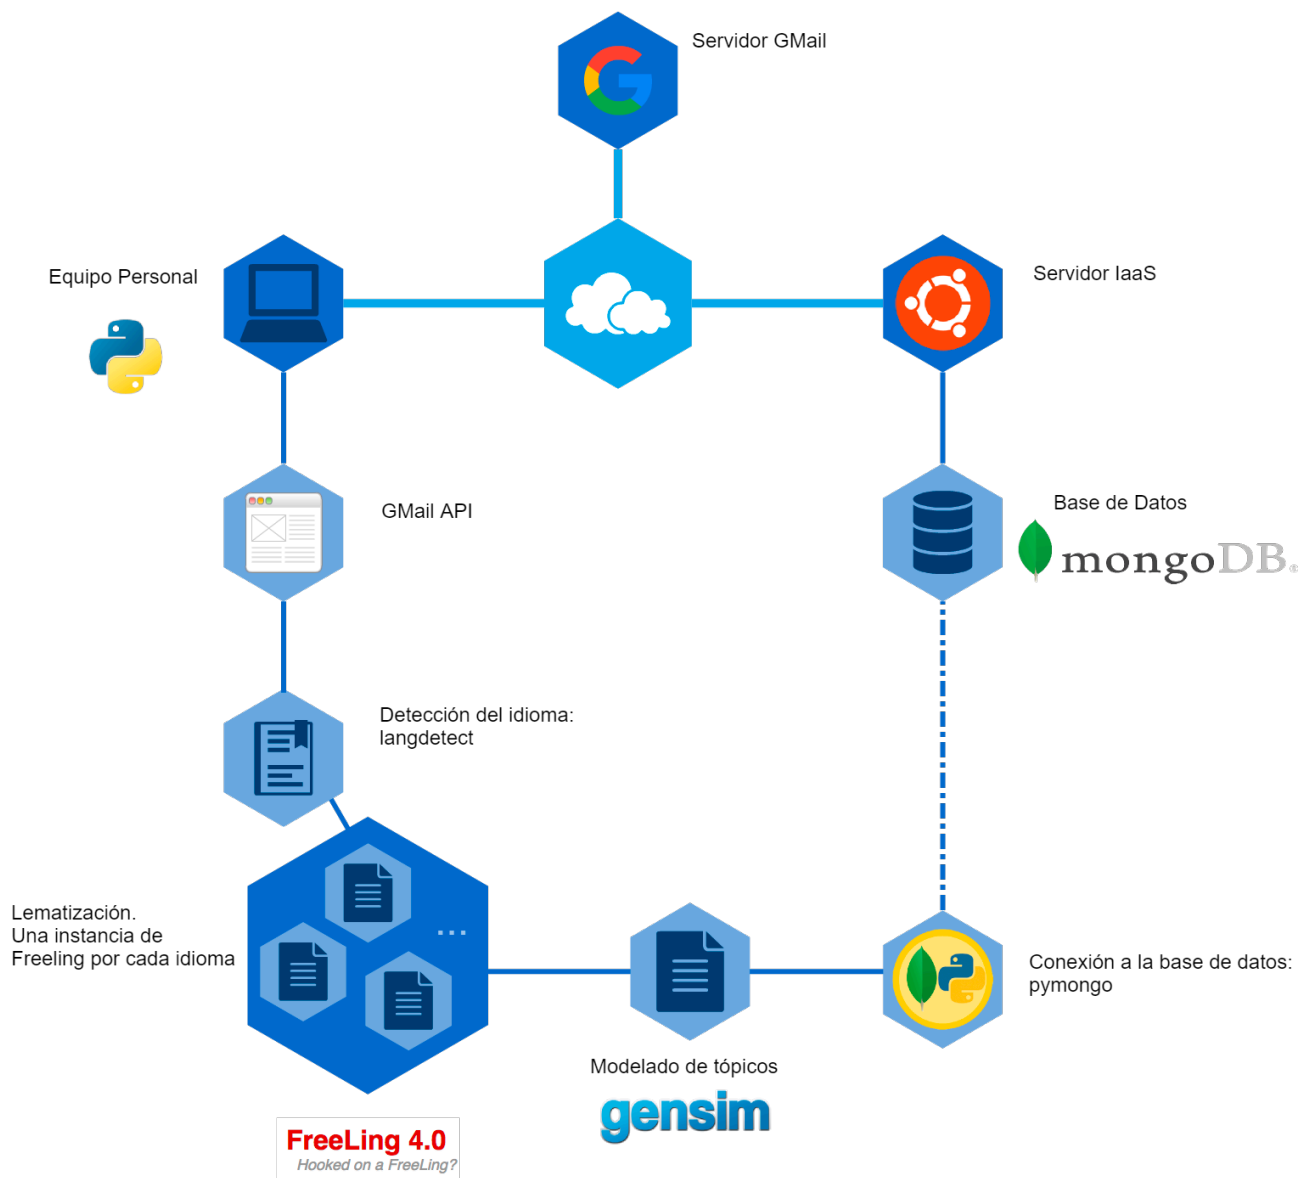 Servidor GMail
Equipo Personal
Servidor IaaS
GMail API
Base de Datos
mongoDB®
Detección del idioma:
langdetect
Lematización.
Una instancia de
Freeling por cada idioma
...
Conexión a la base de datos:
pymongo
Modelado de tópicos
gensim
FreeLing 4.0
Hooked on a FreeLing?